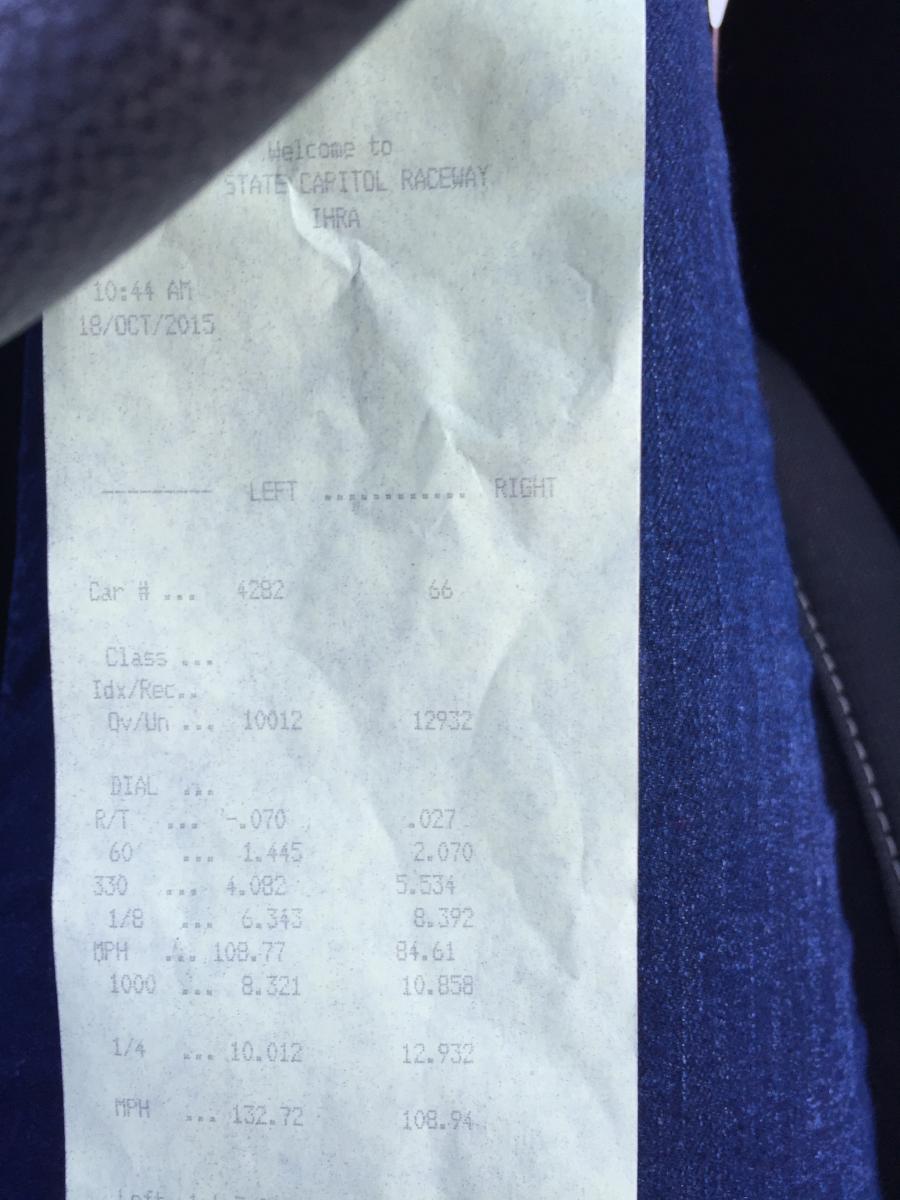 Welcome to
STATE CAPITOL RACEWAY
IHRA
10:44 AM
18/OCT/2015
--------- LEFT ............ RIGHT
Car # ... 4282 66
Class ...
Idx/Rec..
Ov/Un ... 10012 12932
DIAL ...
R/T ... -.070 .027
60' ... 1.445 2.070
330 ... 4.082 5.534
1/8 ... 6.343 8.392
MPH ... 108.77 84.61
1000 ... 8.321 10.858
1/4 ... 10.012 12.932
MPH ... 132.72 108.94
Left